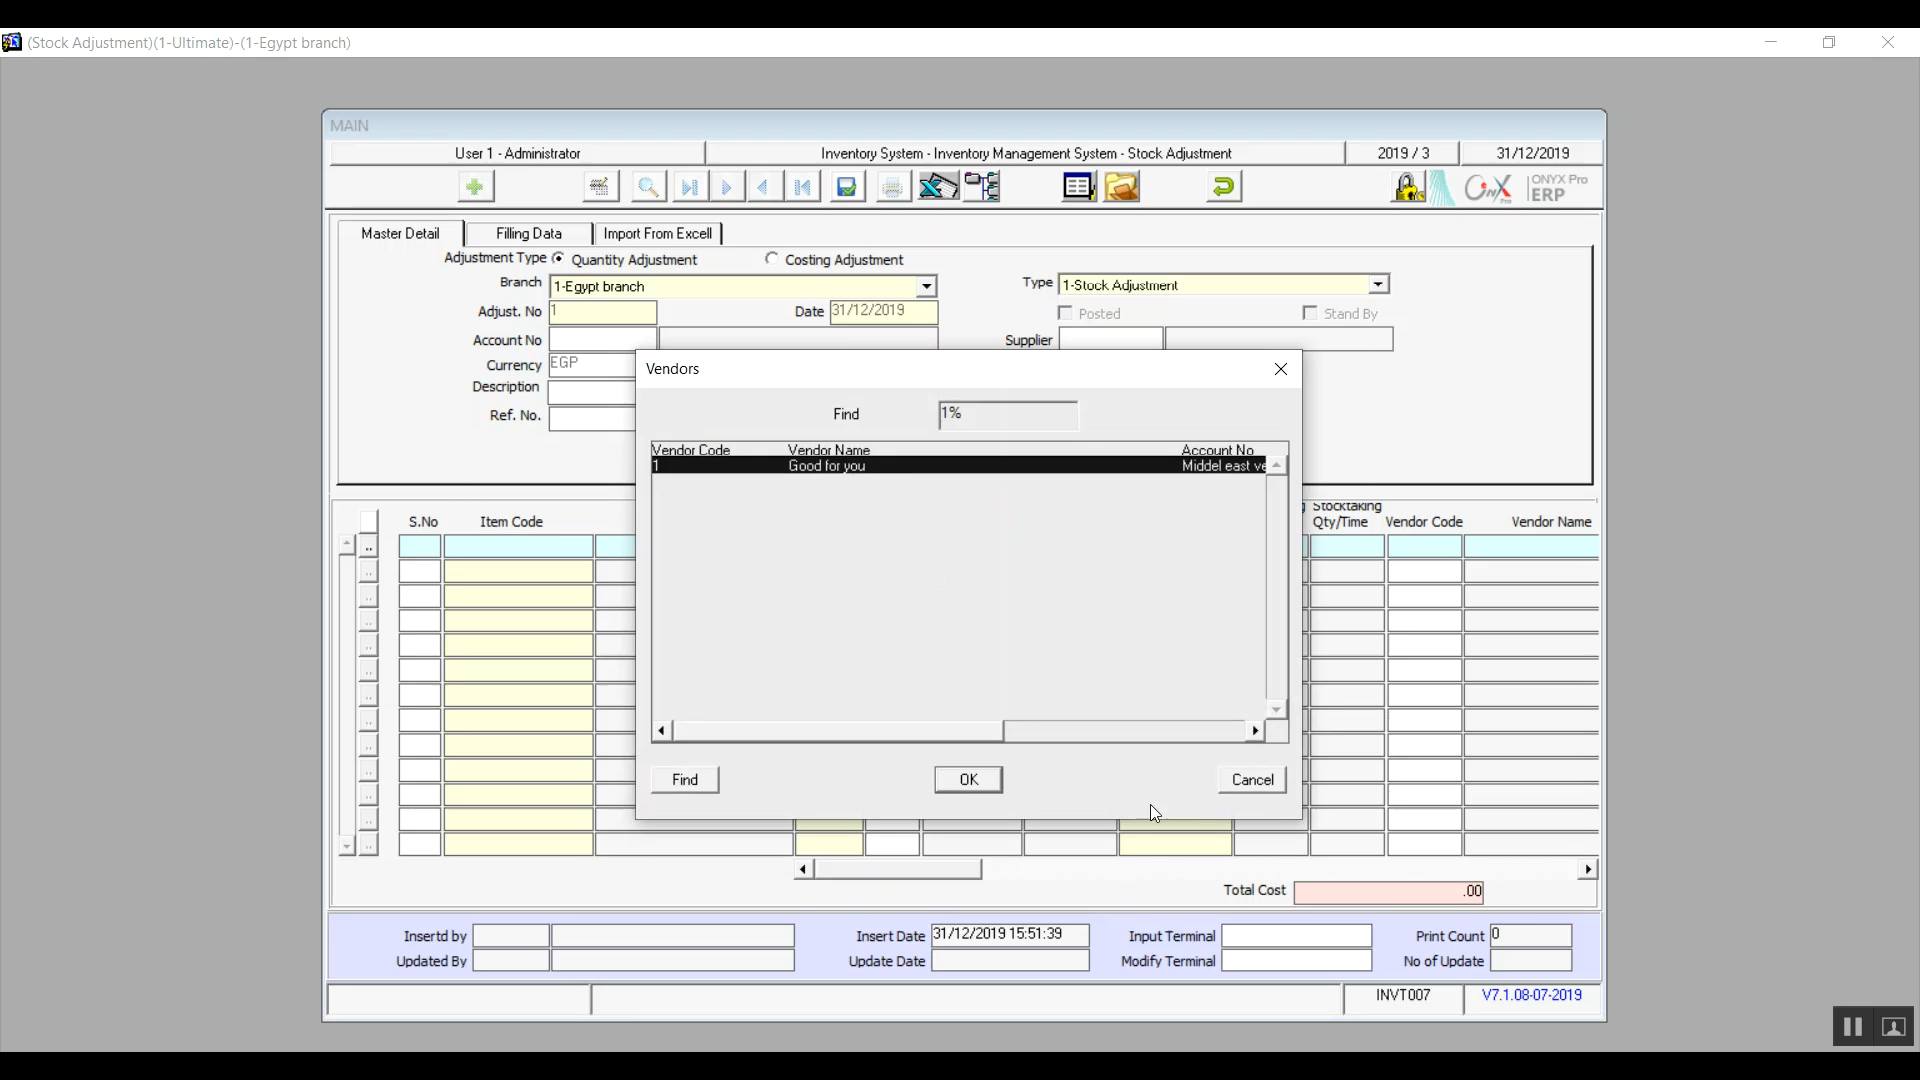 (Stock Adjustment)(1-Ultimate)-(1-Egypt branch)
MAIN
User 1 - Administrator
Inventory System - Inventory Management System - Stock Adjustment
2019 / 3
31/12/2019
Onyx Pro
ONYX Pro
ERP
Master Detail
Filling Data
Import From Excell
Adjustment Type
Quantity Adjustment
Costing Adjustment
Branch
1-Egypt branch
Type
1-Stock Adjustment
Adjust. No
1
Date
31/12/2019
Posted
Stand By
Account No
Supplier
Currency
EGP
Description
Ref. No.
Vendors
Find
1%
Vendor Code
Vendor Name
Account No
1
Good for you
Middel east ve
Find
OK
Cancel
S.No
Item Code
Stocktaking
Qty/Time
Vendor Code
Vendor Name
Total Cost
.00
Insertd by
Insert Date
31/12/2019 15:51:39
Input Terminal
Print Count
0
Updated By
Update Date
Modify Terminal
No of Update
INVT007
V7.1.08-07-2019